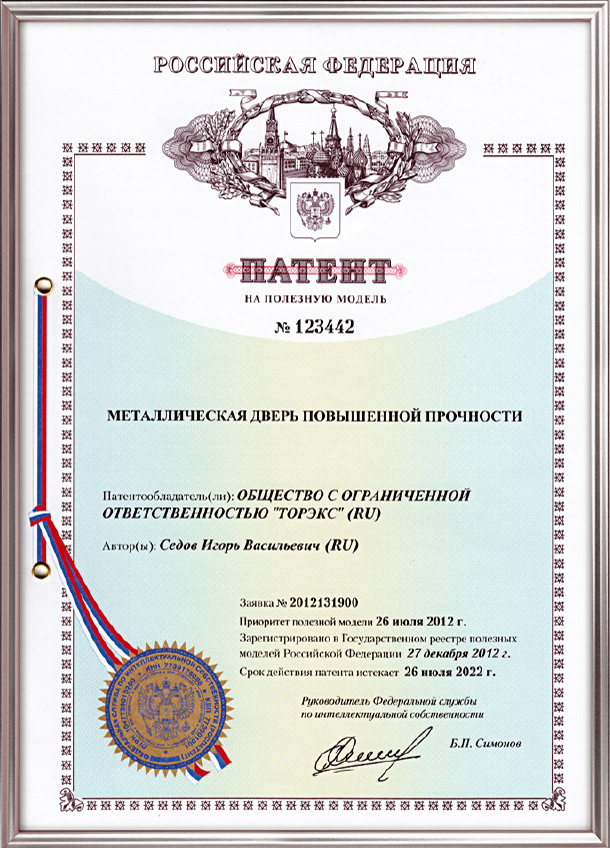 РОССИЙСКАЯ ФЕДЕРАЦИЯ
ПАТЕНТ
НА ПОЛЕЗНУЮ МОДЕЛЬ
№ 123442
МЕТАЛЛИЧЕСКАЯ ДВЕРЬ ПОВЫШЕННОЙ ПРОЧНОСТИ
Патентообладатель(ли): ОБЩЕСТВО С ОГРАНИЧЕННОЙ
ОТВЕТСТВЕННОСТЬЮ "ТОРЭКС" (RU)
Автор(ы): Седов Игорь Васильевич (RU)
Заявка № 2012131900
Приоритет полезной модели 26 июля 2012 г.
Зарегистрировано в Государственном реестре полезных
моделей Российской Федерации 27 декабря 2012 г.
Срок действия патента истекает 26 июля 2022 г.
Руководитель Федеральной службы
по интеллектуальной собственности
Б.П. Симонов